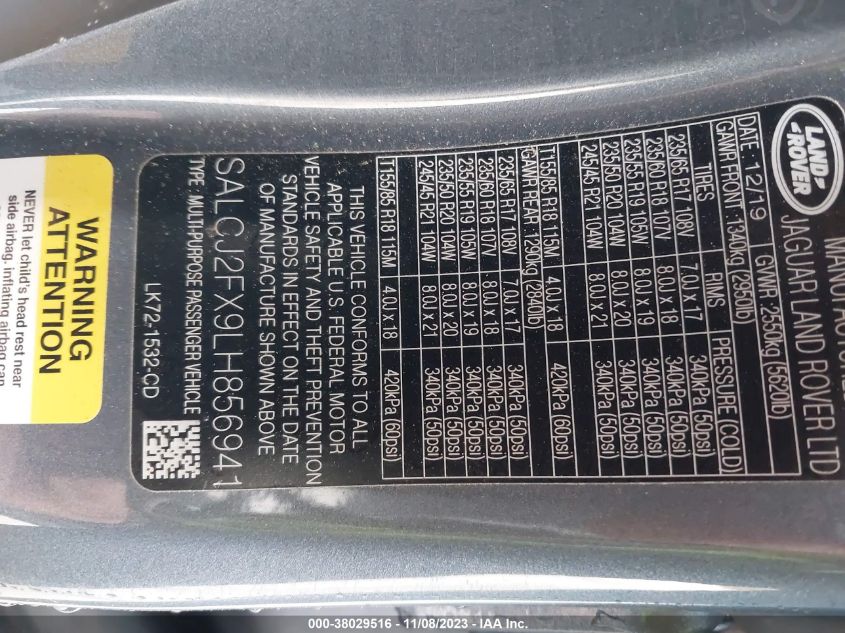 MANUFACTURED
LAND ROVER
JAGUAR LAND ROVER LTD
DATE: 12/19 GVWR: 2550kg (5620lb)
GAWR FRONT: 1340kg (2950lb)
TIRES RIMS PRESSURE (COLD)
235/65 R17 108V 7.0J x 17 340kPa (50psi)
235/60 R18 107V 8.0J x 18 340kPa (50psi)
235/55 R19 105W 8.0J x 19 340kPa (50psi)
235/50 R20 104W 8.0J x 20 340kPa (50psi)
245/45 R21 104W 8.0J x 21 340kPa (50psi)
T155/85 R18 115M 4.0J x 18 420kPa (60psi)
GAWR REAR: 1290kg (2840lb)
235/65 R17 108V 7.0J x 17 340kPa (50psi)
235/60 R18 107V 8.0J x 18 340kPa (50psi)
235/55 R19 105W 8.0J x 19 340kPa (50psi)
235/50 R20 104W 8.0J x 20 340kPa (50psi)
245/45 R21 104W 8.0J x 21 340kPa (50psi)
T155/85 R18 115M 4.0J x 18 420kPa (60psi)
THIS VEHICLE CONFORMS TO ALL
APPLICABLE U.S. FEDERAL MOTOR
VEHICLE SAFETY AND THEFT PREVENTION
STANDARDS IN EFFECT ON THE DATE
OF MANUFACTURE SHOWN ABOVE
SALCJ2FX9LH856941
TYPE : MULTI-PURPOSE PASSENGER VEHICLE
LK72-1532-CD
WARNING
ATTENTION
NEVER let child's head rest near
side airbag. inflating airbag can
000-38029516 - 11/08/2023 - IAA Inc.